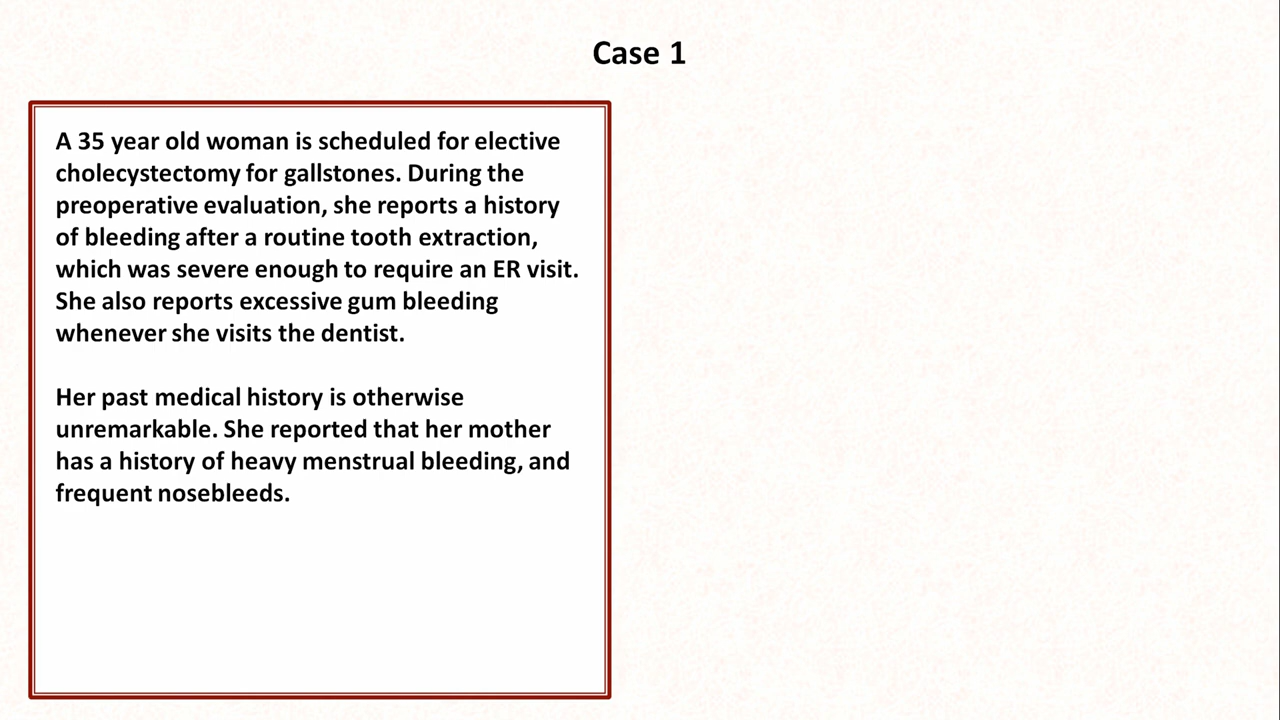 Case 1
A 35 year old woman is scheduled for elective
cholecystectomy for gallstones. During the
preoperative evaluation, she reports a history
of bleeding after a routine tooth extraction,
which was severe enough to require an ER visit.
She also reports excessive gum bleeding
whenever she visits the dentist.
Her past medical history is otherwise
unremarkable. She reported that her mother
has a history of heavy menstrual bleeding, and
frequent nosebleeds.